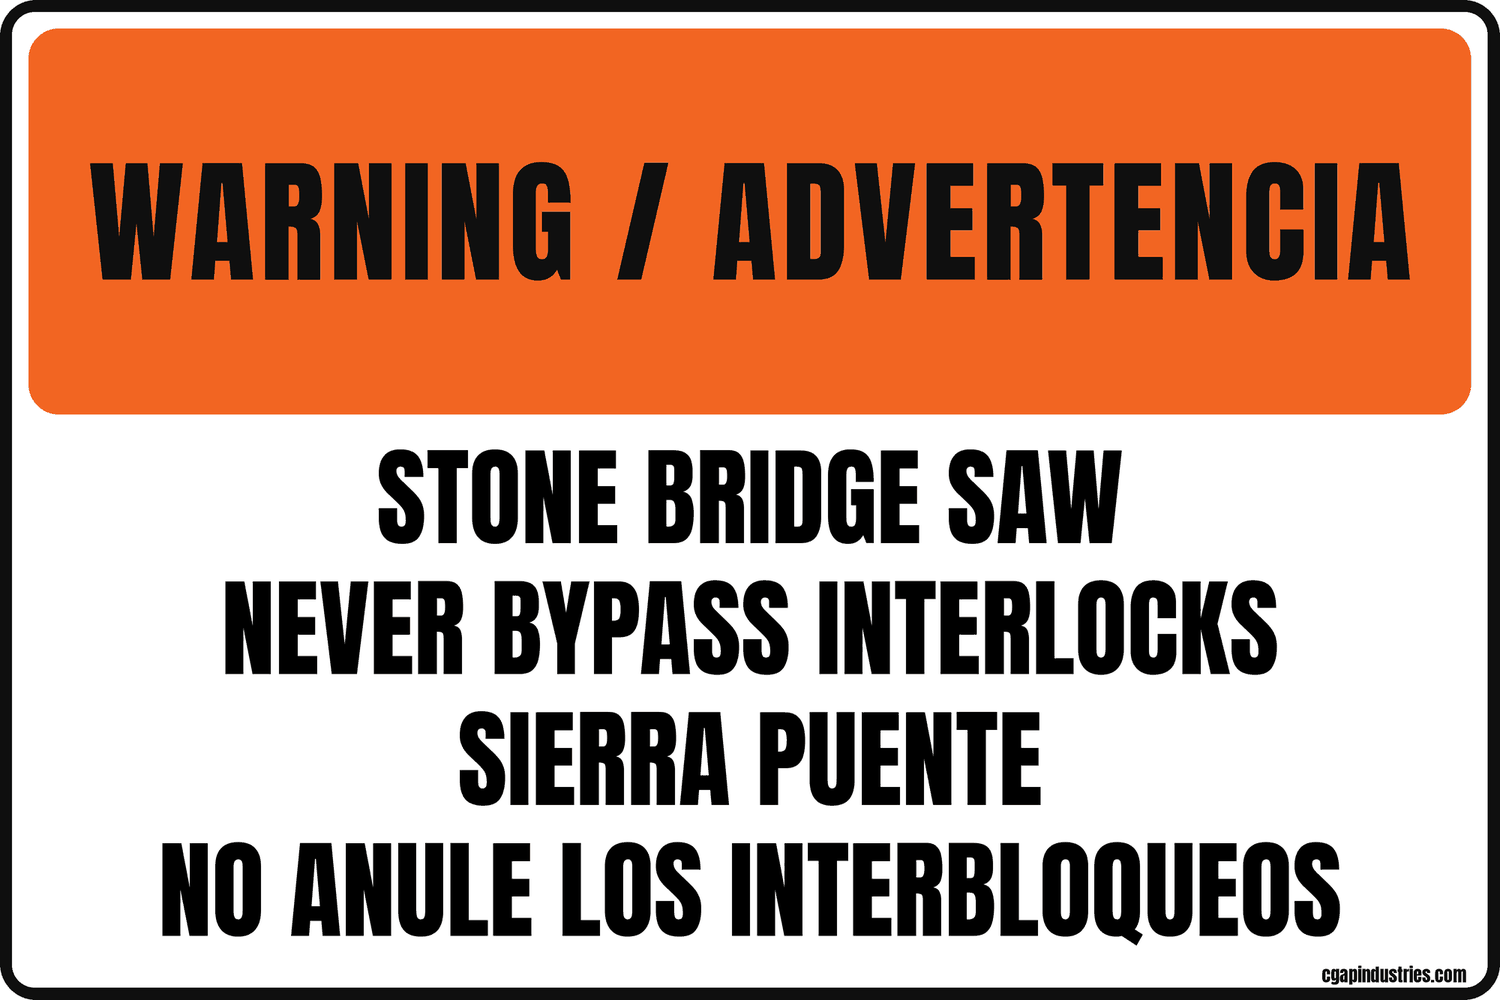 WARNING / ADVERTENCIA
STONE BRIDGE SAW
NEVER BYPASS INTERLOCKS
SIERRA PUENTE
NO ANULE LOS INTERBLOQUEOS
cgapindustries.com